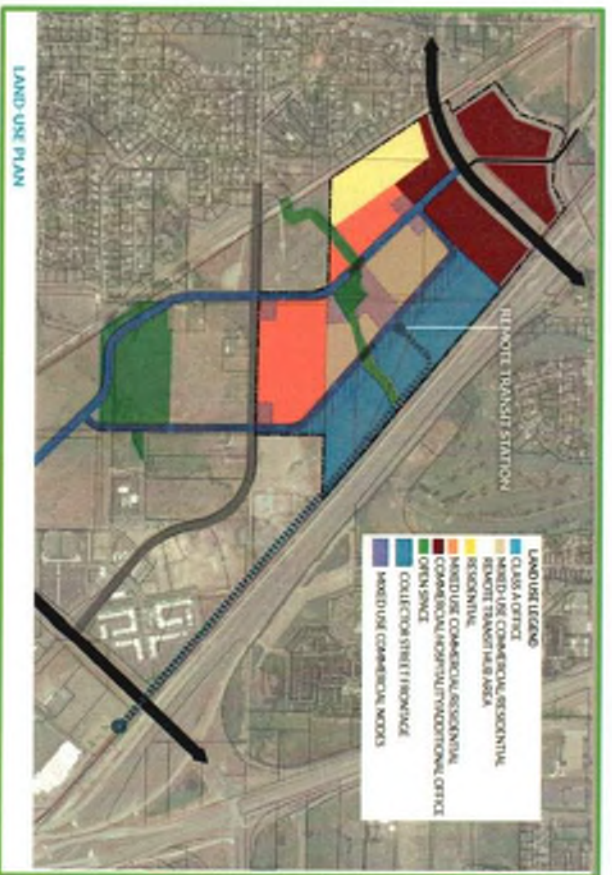 LAND-USE PLAN
REMOTE TRANSIT STATION
LAND USE LEGEND
CLASS A OFFICE
MIXED-USE COMMERCIAL/RESIDENTIAL
REMOTE TRANSIT HUB AREA
RESIDENTIAL
MIXED USE COMMERCIAL/RESIDENTIAL
COMMERCIAL/HOSPITALITY/ADDITIONAL OFFICE
OPEN SPACE
COLLECTOR STREET FRONTAGE
MIXED USE COMMERCIAL NODES